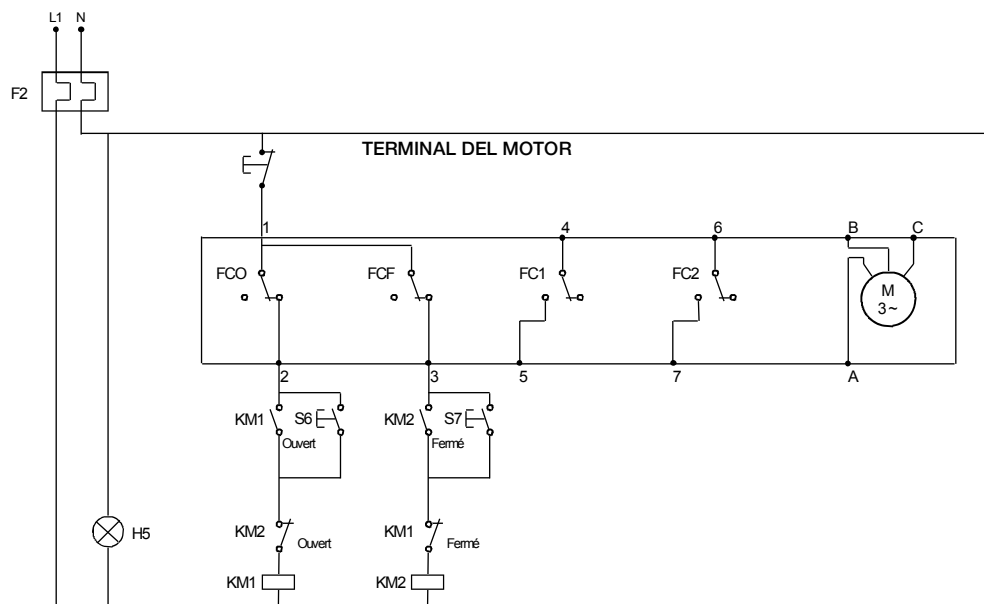 L1 N
F2
TERMINAL DEL MOTOR
1 4 6 B C
FCO FCF FC1 FC2 M
3~
2 3 5 7 A
KM1 S6 KM2 S7
Ouvert Fermé
KM2 KM1 H5
Ouvert Fermé
KM1 KM2